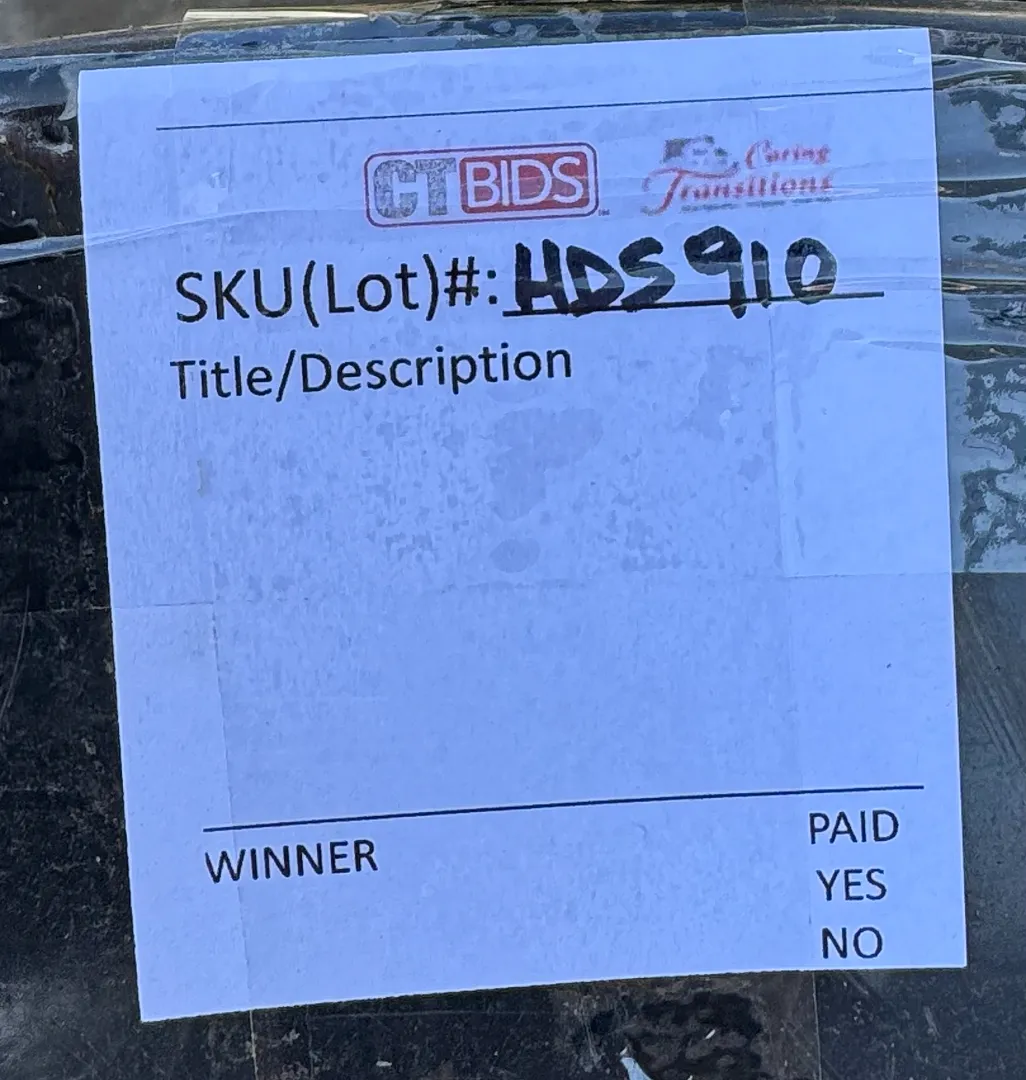 CTBIDS
Caring
Transitions
SKU(Lot)#: HDS910
Title/Description
WINNER
PAID
YES
NO